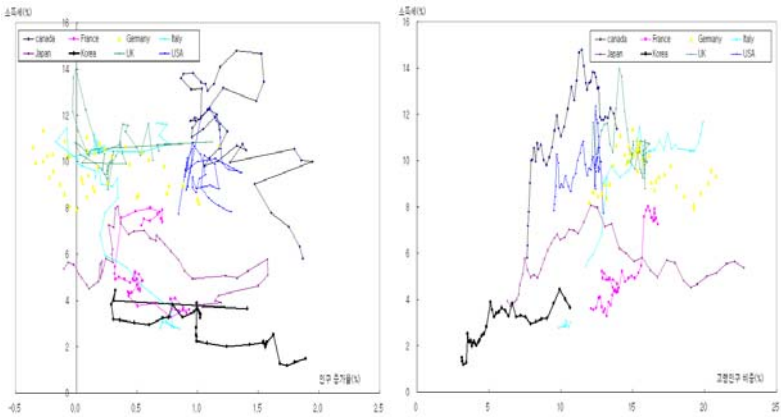 소득세(%)
canada France Germany Italy
Japan Korea UK USA
16
14
12
10
8
6
4
2
0
-0.5 0.0 0.5 1.0 1.5 2.0 2.5
인구 증가율(%)
소득세(%)
canada France Germany Italy
Japan Korea UK USA
16
14
12
10
8
6
4
2
0
0 5 10 15 20 25
고령인구 비중(%)